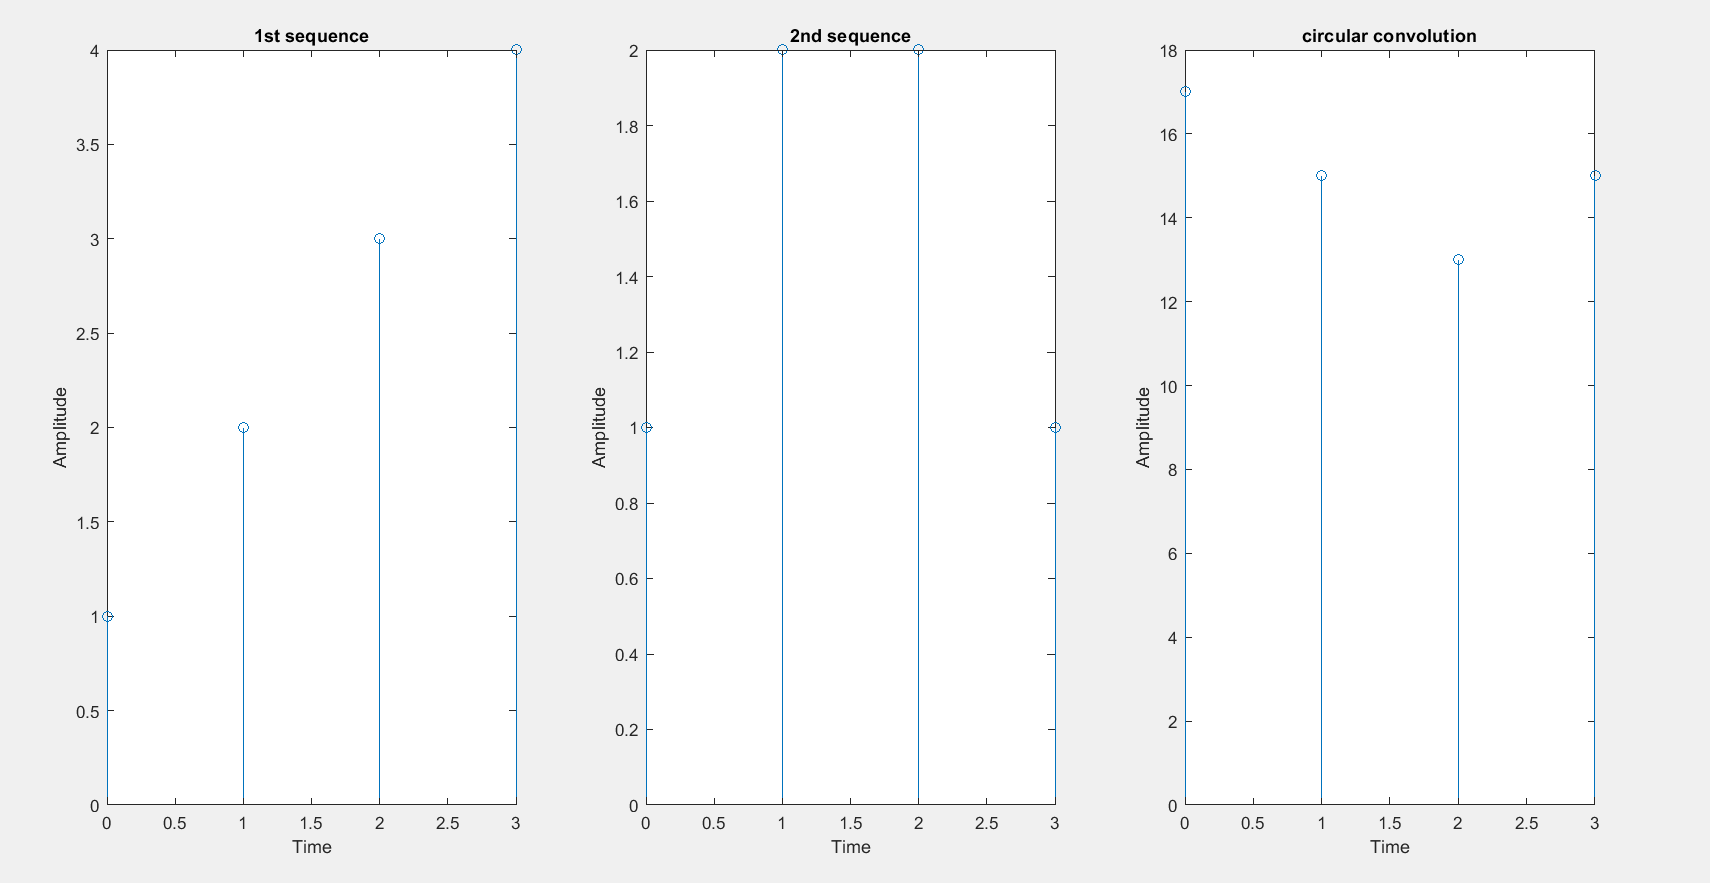 1st sequence
4
3.5
3
2.5
2
1.5
1
0.5
0
Amplitude
0 0.5 1 1.5 2 2.5 3
Time
2nd sequence
2
1.8
1.6
1.4
1.2
1
0.8
0.6
0.4
0.2
0
Amplitude
0 0.5 1 1.5 2 2.5 3
Time
circular convolution
18
16
14
12
10
8
6
4
2
0
Amplitude
0 0.5 1 1.5 2 2.5 3
Time